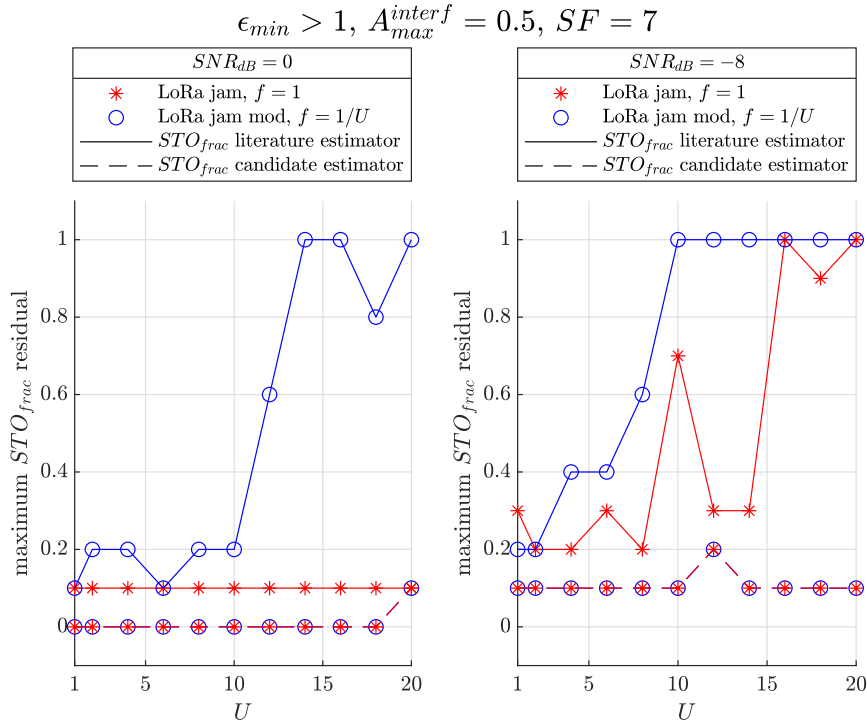 ϵ_min > 1, A_max^interf = 0.5, SF = 7
SNR_dB = 0
LoRa jam, f = 1
LoRa jam mod, f = 1/U
STO_frac literature estimator
STO_frac candidate estimator
maximum STO_frac residual
1
0.8
0.6
0.4
0.2
0
1 5 10 15 20
U
SNR_dB = −8
LoRa jam, f = 1
LoRa jam mod, f = 1/U
STO_frac literature estimator
STO_frac candidate estimator
maximum STO_frac residual
1
0.8
0.6
0.4
0.2
0
1 5 10 15 20
U